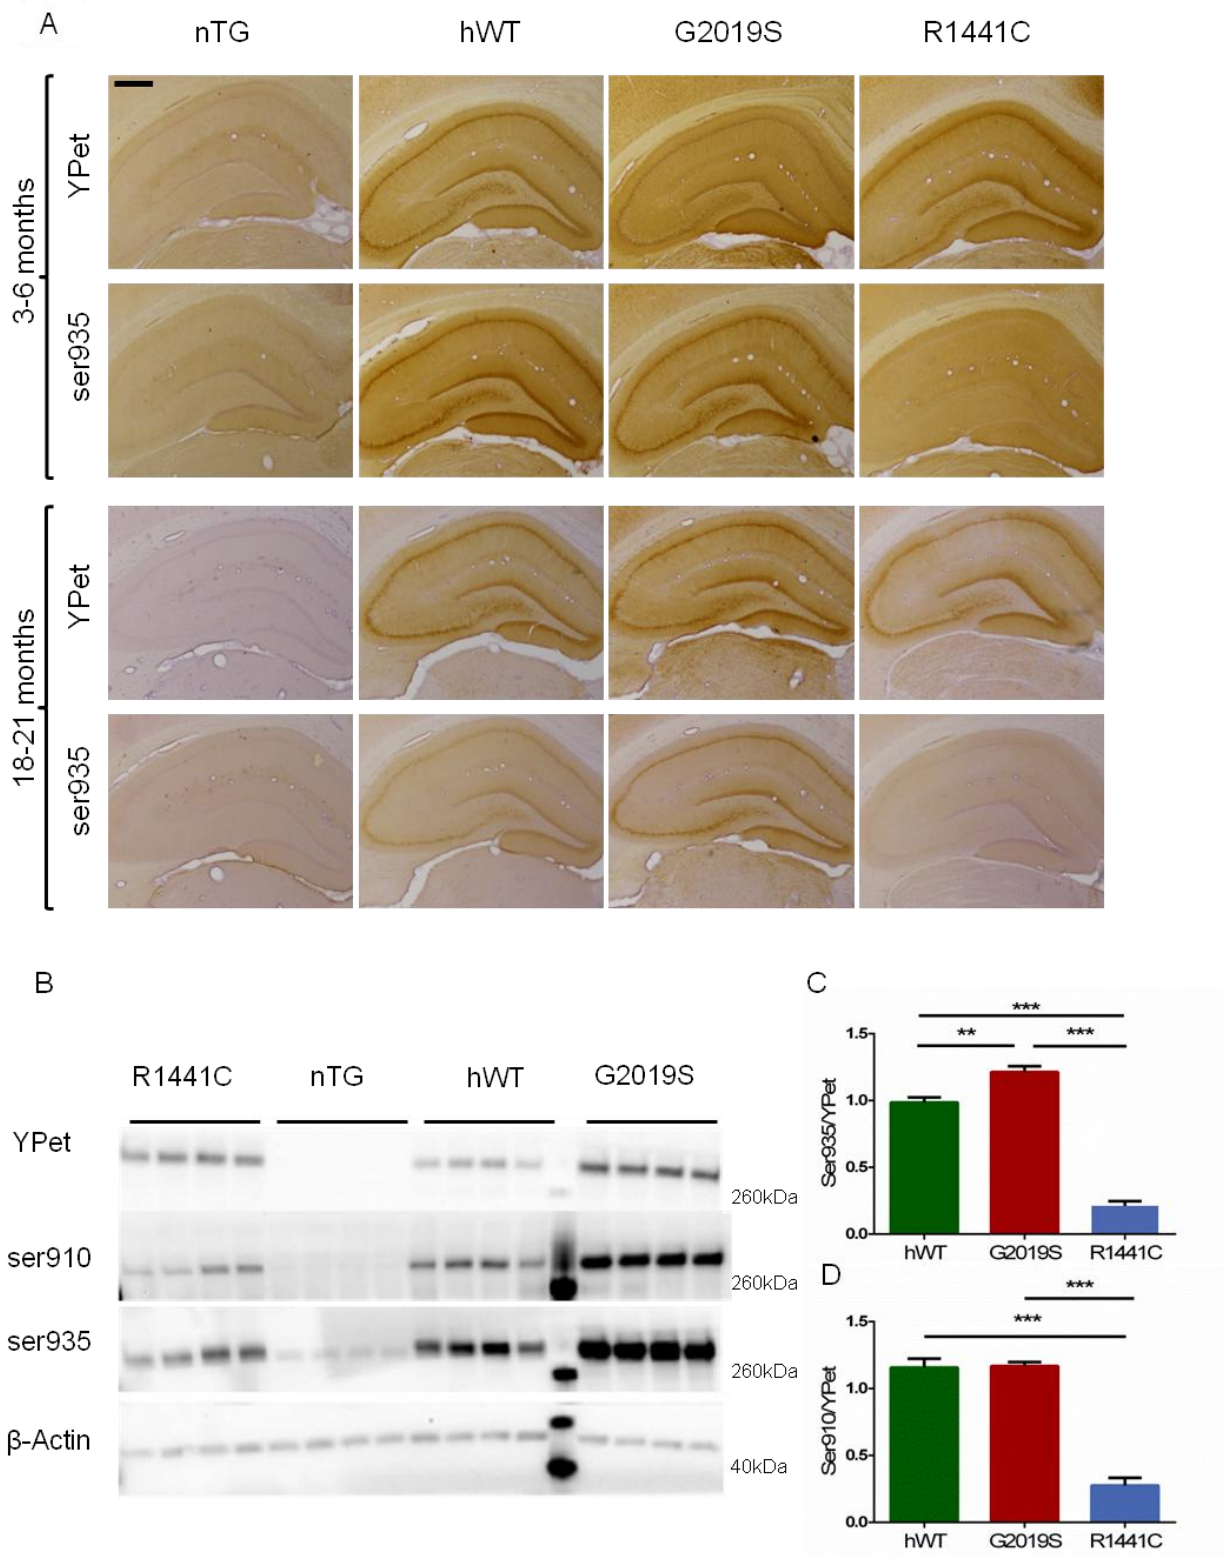 A
nTG hWT G2019S R1441C
3-6 months
YPet
ser935
18-21 months
YPet
ser935
B
R1441C nTG hWT G2019S
YPet
260kDa
ser910
260kDa
ser935
260kDa
β-Actin
40kDa
C
***
** ***
Ser935/YPet
1.5
1.0
0.5
0.0
hWT G2019S R1441C
D
***
***
Ser910/YPet
1.5
1.0
0.5
0.0
hWT G2019S R1441C